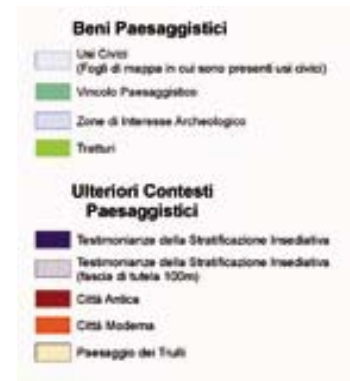 Beni Paesaggistici
Usi Civici
(Fogli di mappa in cui sono presenti usi civici)
Vincolo Paesaggistico
Zone di Interesse Archeologico
Tratturi
Ulteriori Contesti
Paesaggistici
Testimonianze della Stratificazione Insediativa
Testimonianze della Stratificazione Insediativa
(fascia di tutela 100m)
Città Antica
Città Moderna
Paesaggio dei Trulli